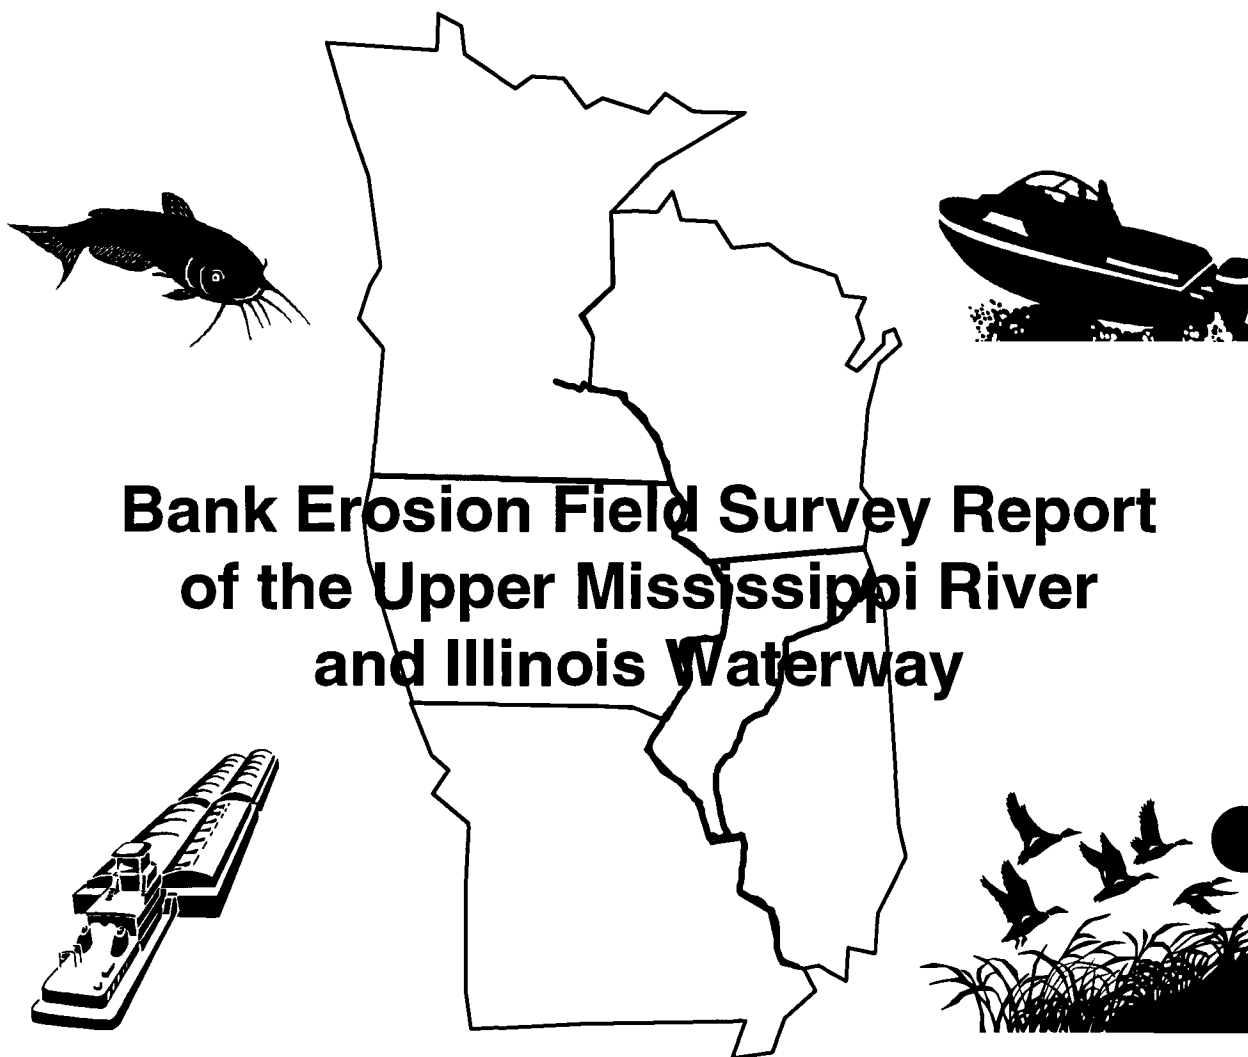 Bank Erosion Field Survey Report
of the Upper Mississippi River
and Illinois Waterway